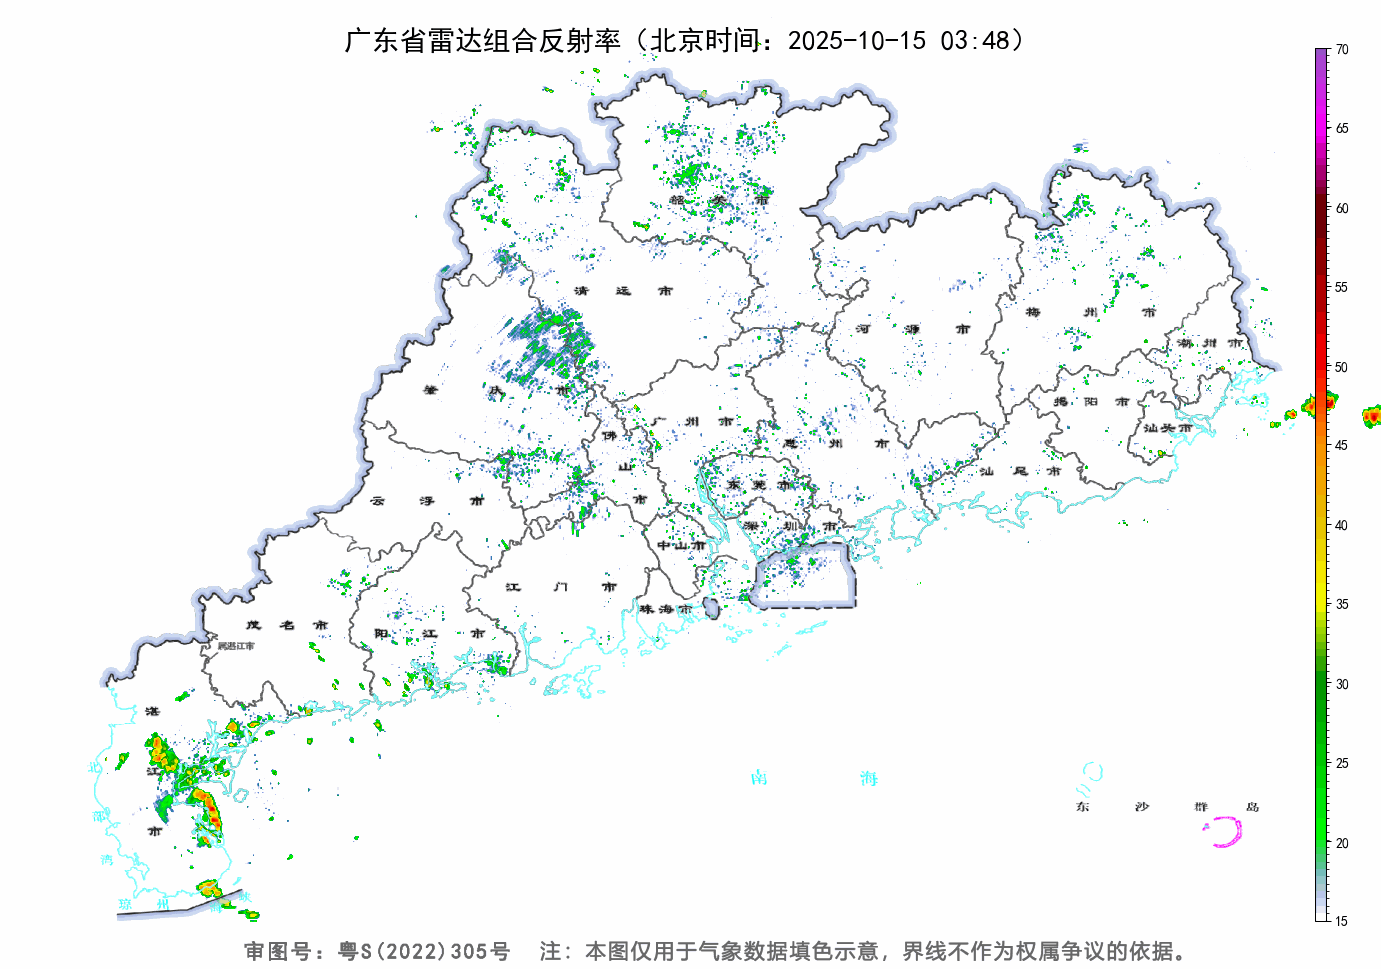 广东省雷达组合反射率（北京时间：2025-10-15 03:48）
70
65
60
55
50
45
40
35
30
25
20
15
韶关市
清远市
河源市
梅州市
潮州市
肇庆市
广州市
惠州市
揭阳市
汕头市
佛山市
东莞市
汕尾市
云浮市
深圳市
中山市
江门市
珠海市
茂名市
属湛江市
阳江市
湛江市
北部湾
琼州海峡
南海
东沙群岛
审图号：粤S(2022)305号 注：本图仅用于气象数据填色示意，界线不作为权属争议的依据。